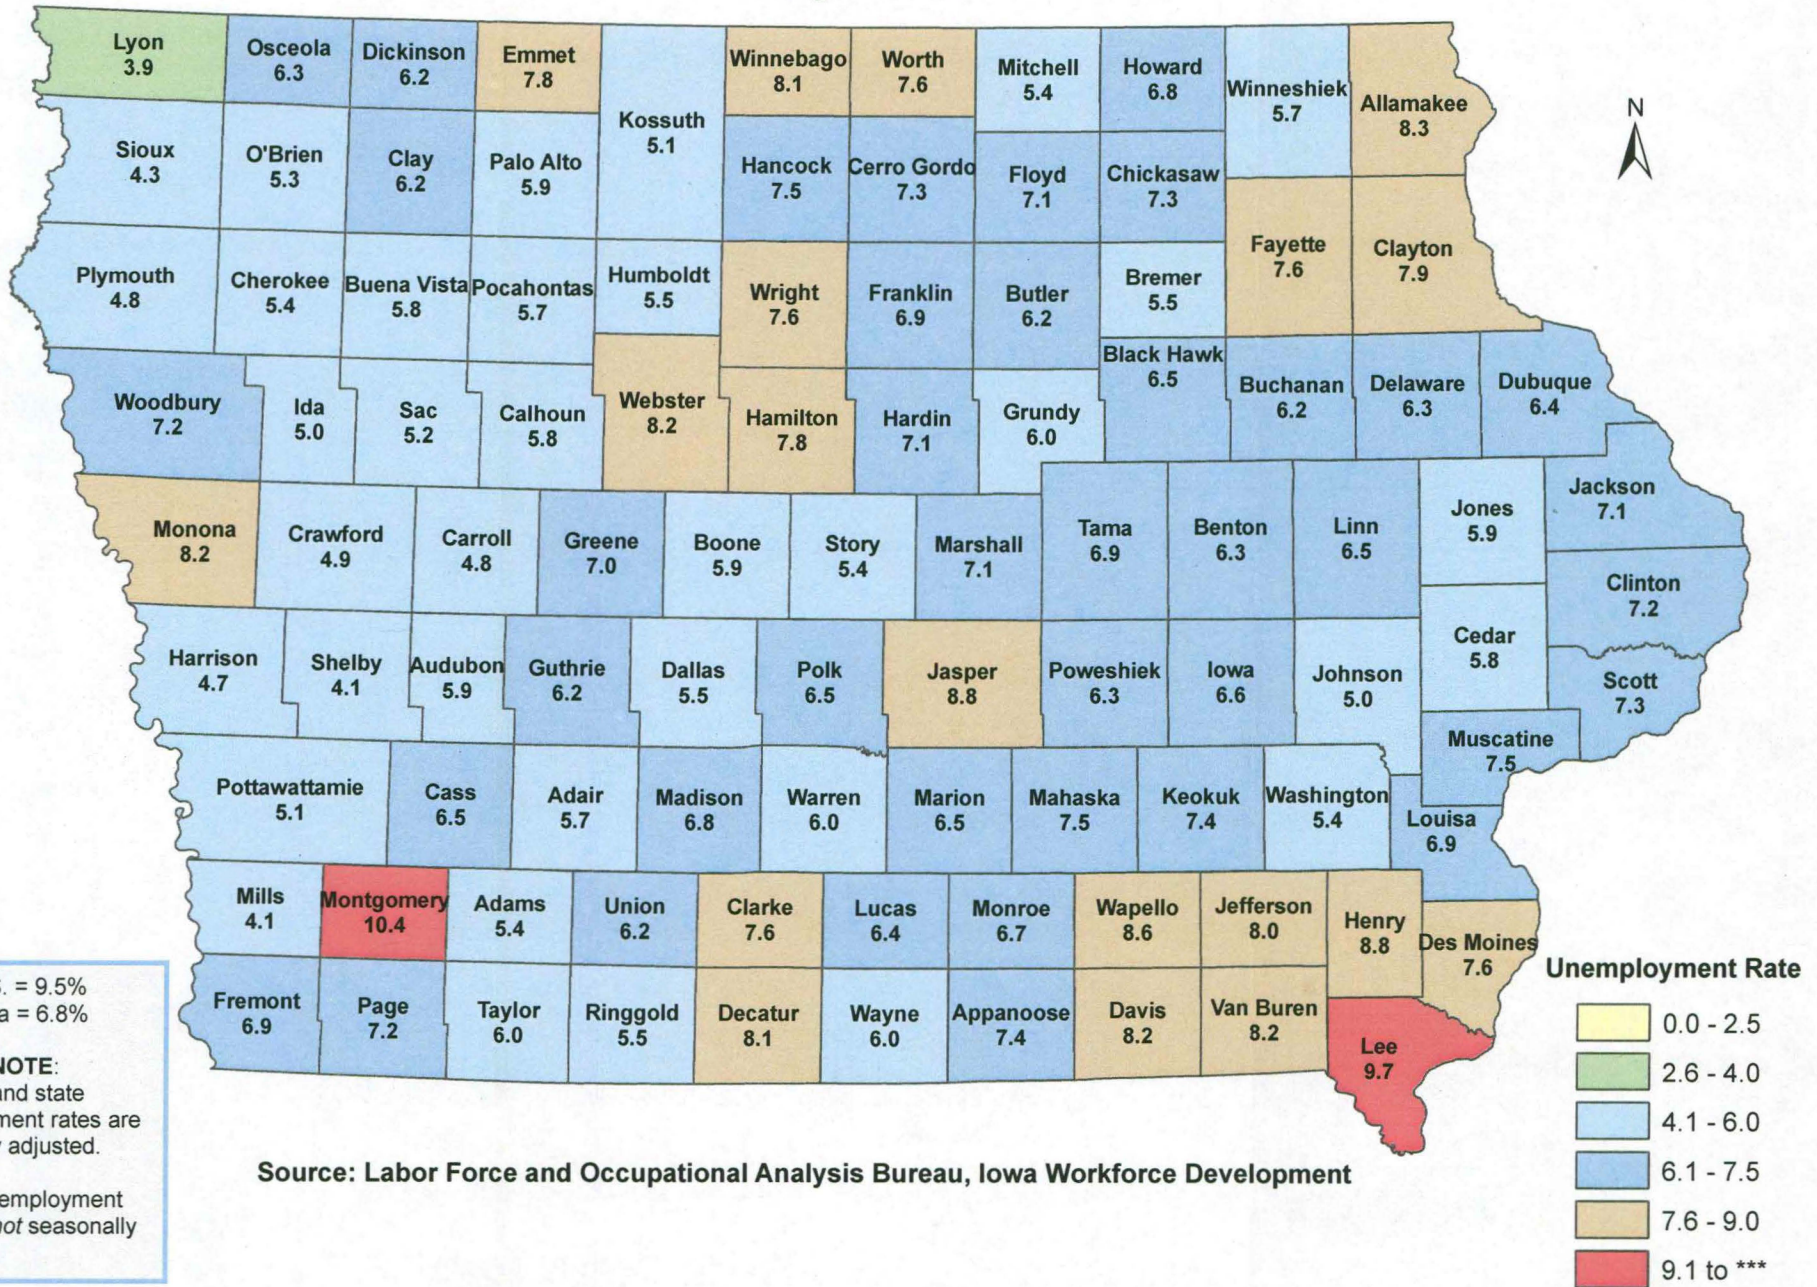 Lyon
3.9
Osceola
6.3
Dickinson
6.2
Emmet
7.8
Kossuth
5.1
Winnebago
8.1
Worth
7.6
Mitchell
5.4
Howard
6.8
Winneshiek
5.7
Allamakee
8.3
N
Sioux
4.3
O'Brien
5.3
Clay
6.2
Palo Alto
5.9
Hancock
7.5
Cerro Gordo
7.3
Floyd
7.1
Chickasaw
7.3
Plymouth
4.8
Cherokee
5.4
Buena Vista
5.8
Pocahontas
5.7
Humboldt
5.5
Wright
7.6
Franklin
6.9
Butler
6.2
Bremer
5.5
Fayette
7.6
Clayton
7.9
Woodbury
7.2
Ida
5.0
Sac
5.2
Calhoun
5.8
Webster
8.2
Hamilton
7.8
Hardin
7.1
Grundy
6.0
Black Hawk
6.5
Buchanan
6.2
Delaware
6.3
Dubuque
6.4
Monona
8.2
Crawford
4.9
Carroll
4.8
Greene
7.0
Boone
5.9
Story
5.4
Marshall
7.1
Tama
6.9
Benton
6.3
Linn
6.5
Jones
5.9
Jackson
7.1
Clinton
7.2
Harrison
4.7
Shelby
4.1
Audubon
5.9
Guthrie
6.2
Dallas
5.5
Polk
6.5
Jasper
8.8
Poweshiek
6.3
Iowa
6.6
Johnson
5.0
Cedar
5.8
Scott
7.3
Muscatine
7.5
Pottawattamie
5.1
Cass
6.5
Adair
5.7
Madison
6.8
Warren
6.0
Marion
6.5
Mahaska
7.5
Keokuk
7.4
Washington
5.4
Louisa
6.9
Mills
4.1
Montgomery
10.4
Adams
5.4
Union
6.2
Clarke
7.6
Lucas
6.4
Monroe
6.7
Wapello
8.6
Jefferson
8.0
Henry
8.8
Des Moines
7.6
Fremont
6.9
Page
7.2
Taylor
6.0
Ringgold
5.5
Decatur
8.1
Wayne
6.0
Appanoose
7.4
Davis
8.2
Van Buren
8.2
Lee
9.7
= 9.5%
a = 6.8%
NOTE:
and state
ment rates are
adjusted.
employment
not seasonally
Source: Labor Force and Occupational Analysis Bureau, Iowa Workforce Development
Unemployment Rate
0.0 - 2.5
2.6 - 4.0
4.1 - 6.0
6.1 - 7.5
7.6 - 9.0
9.1 to ***